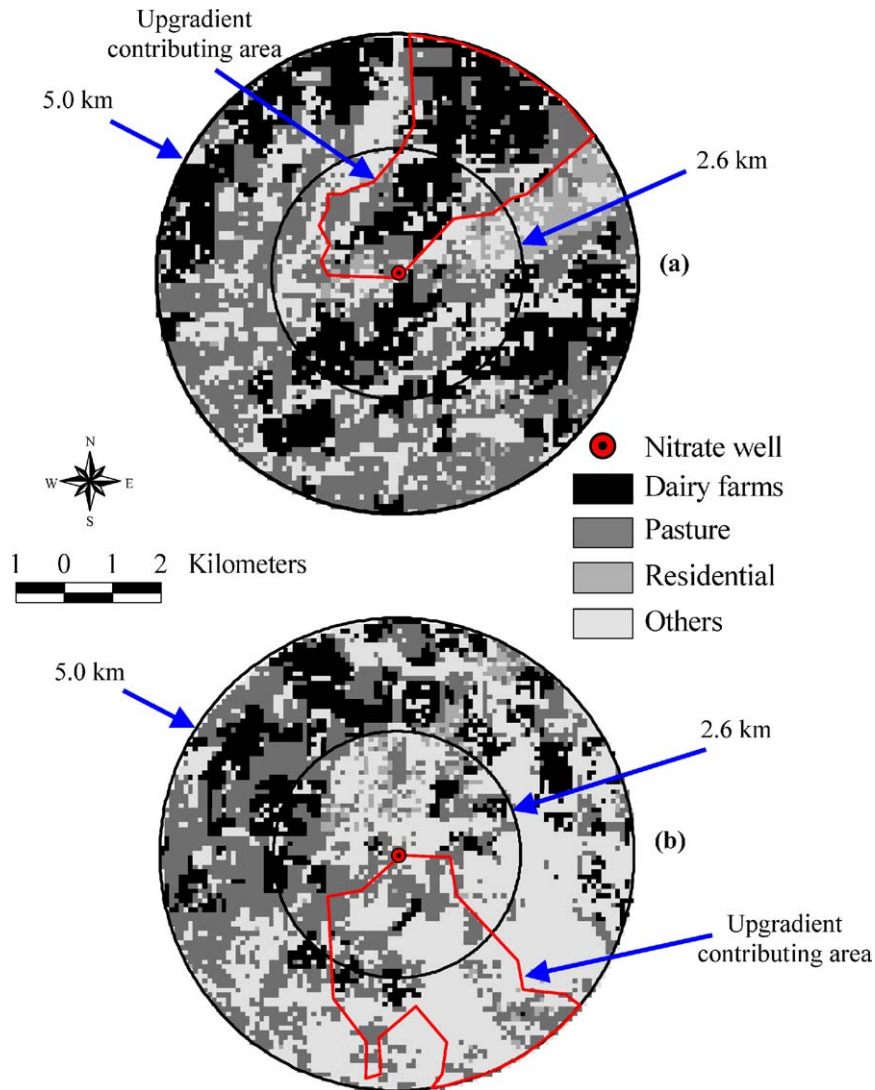 Upgradient
contributing area
5.0 km
2.6 km
(a)
N
W E
S
Nitrate well
Dairy farms
Pasture
Residential
Others
1 0 1 2 Kilometers
5.0 km
2.6 km
(b)
Upgradient
contributing area